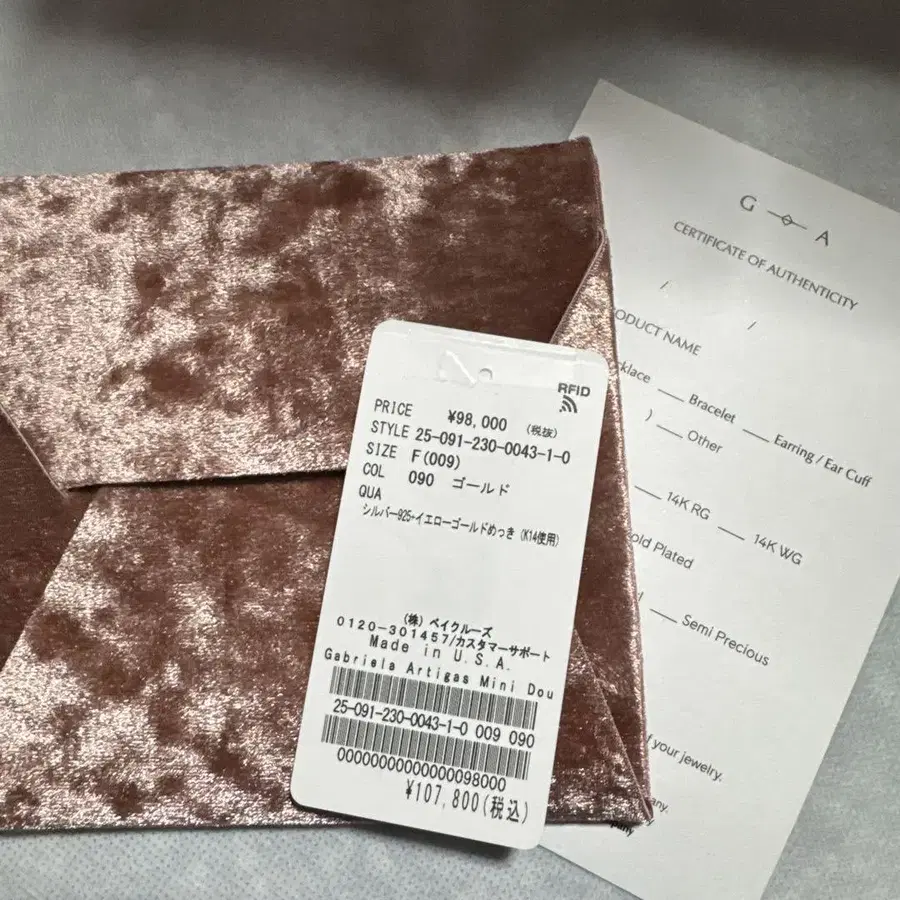 PRICE ¥98,000 (税抜)
RFID
STYLE 25-091-230-0043-1-0
SIZE F(009)
COL 090 ゴールド
QUA
シルバー925+イエローゴールドめっき (K14使用)
(株) ベイクルーズ
0120-301457/カスタマーサポート
Made in U.S.A.
Gabriela Artigas Mini Dou
25-091-230-0043-1-0 009 090
¥107,800(税込)
G A
CERTIFICATE OF AUTHENTICITY
/ /
NAME
Bracelet Earring / Ear Cuff
) Other
14K RG 14K WG
Plated
Semi Precious
your jewelry.